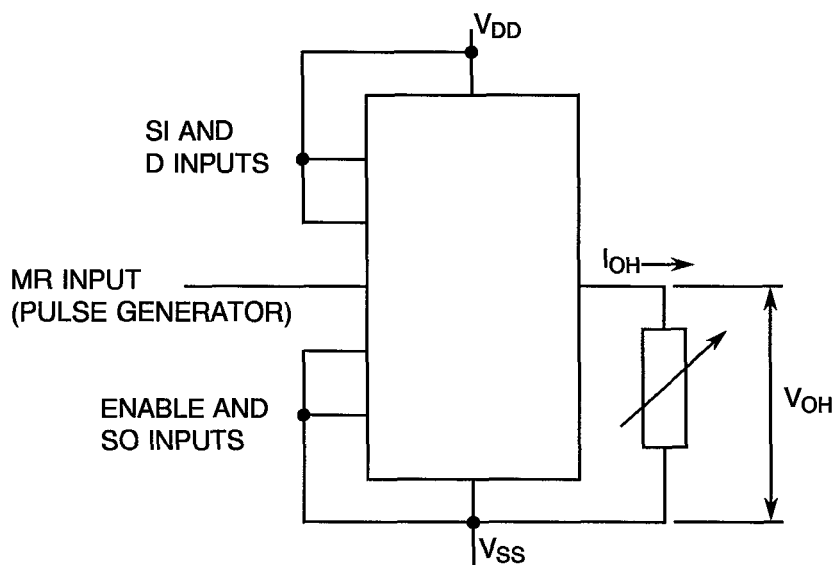 VDD
SI AND
D INPUTS
IOH
MR INPUT
(PULSE GENERATOR)
VOH
ENABLE AND
SO INPUTS
VSS